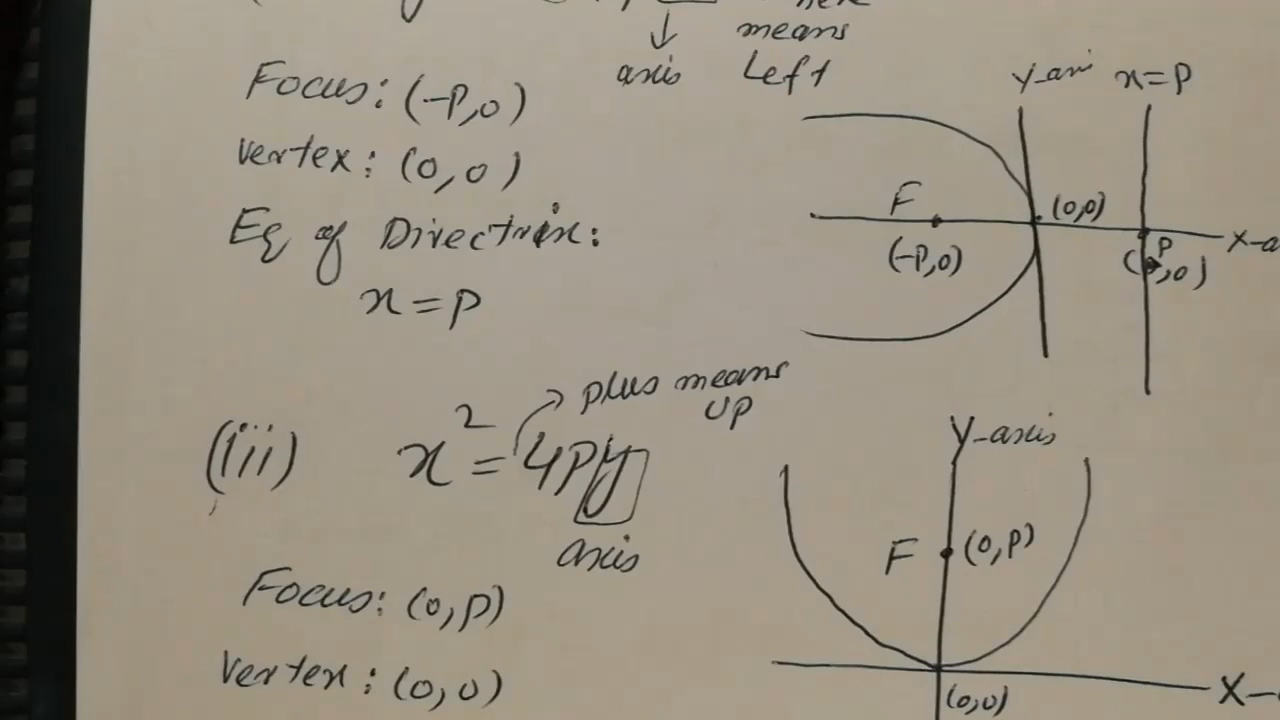 means
axis Left
Focus: (-P,0)
Vertex: (0,0)
Eq of Directrix:
x=P
Y-axi x=P
F
(0,0)
X-a
(-P,0)
(P,0)
(iii) x²=4Py
plus means
UP
axis
Focus: (0,P)
Vertex: (0,0)
Y-axis
F (0,P)
X-
(0,0)